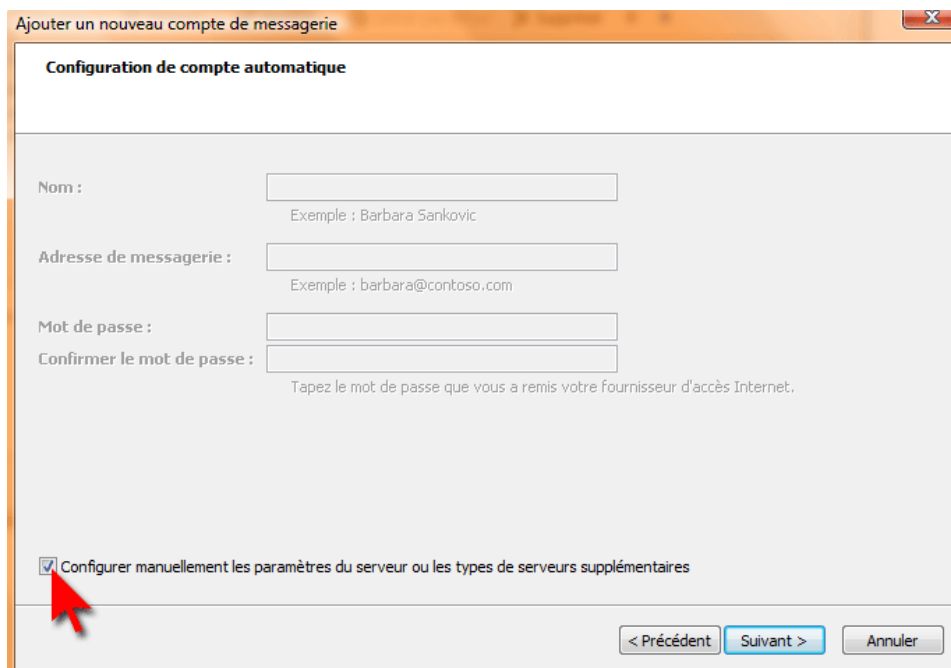 Ajouter un nouveau compte de messagerie
Configuration de compte automatique
Nom :
Exemple : Barbara Sankovic
Adresse de messagerie :
Exemple : barbara@contoso.com
Mot de passe :
Confirmer le mot de passe :
Tapez le mot de passe que vous a remis votre fournisseur d'accès Internet.
Configurer manuellement les paramètres du serveur ou les types de serveurs supplémentaires
< Précédent Suivant > Annuler